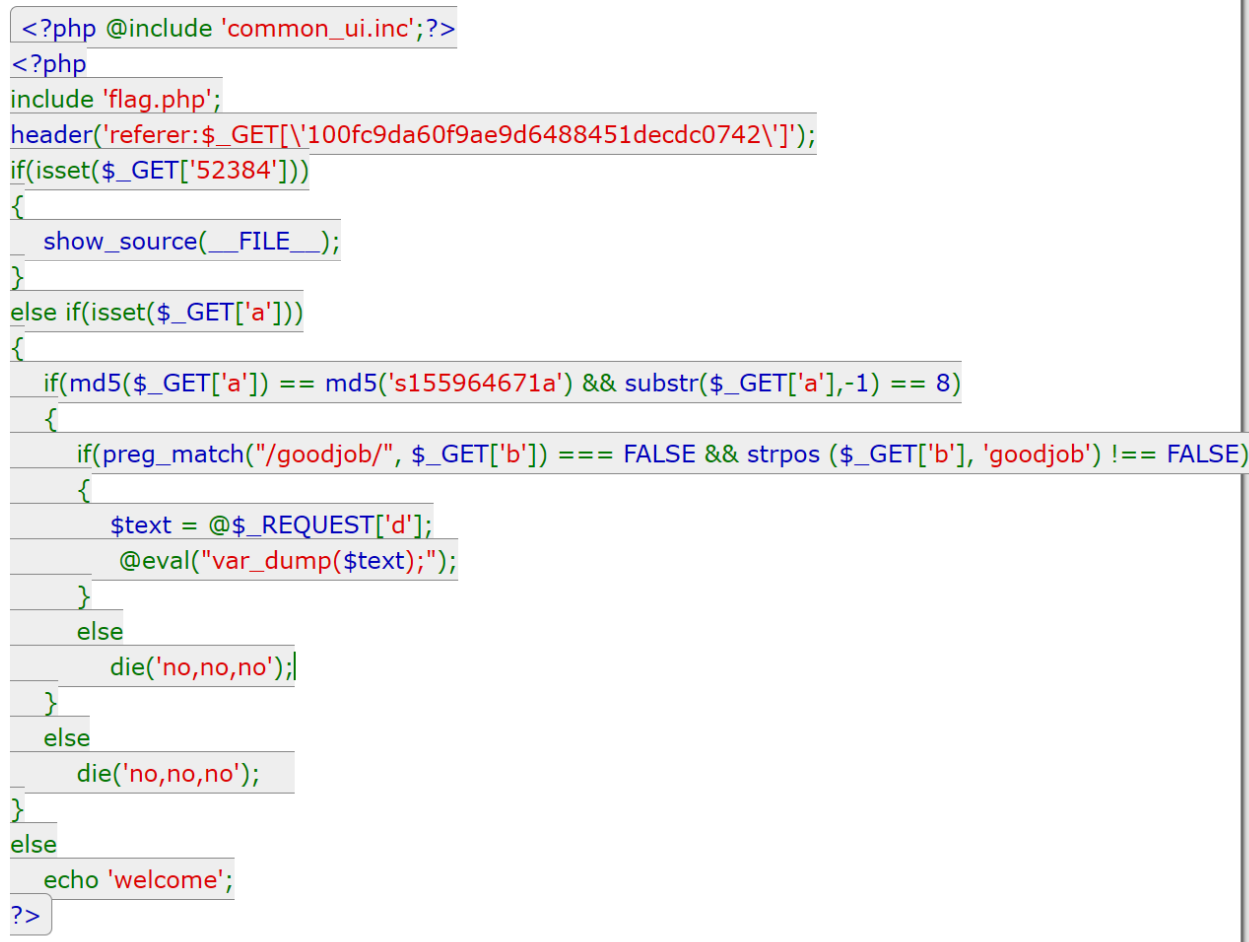 <?php @include 'common_ui.inc';?>
<?php
include 'flag.php';
header('referer:$_GET[\'100fc9da60f9ae9d6488451decdc0742\']');
if(isset($_GET['52384']))
{
show_source(__FILE__);
}
else if(isset($_GET['a']))
{
if(md5($_GET['a']) == md5('s155964671a') && substr($_GET['a'],-1) == 8)
{
if(preg_match("/goodjob/", $_GET['b']) === FALSE && strpos ($_GET['b'], 'goodjob') !== FALSE)
{
$text = @$_REQUEST['d'];
@eval("var_dump($text);");
}
else
die('no,no,no');
}
else
die('no,no,no');
}
else
echo 'welcome';
?>